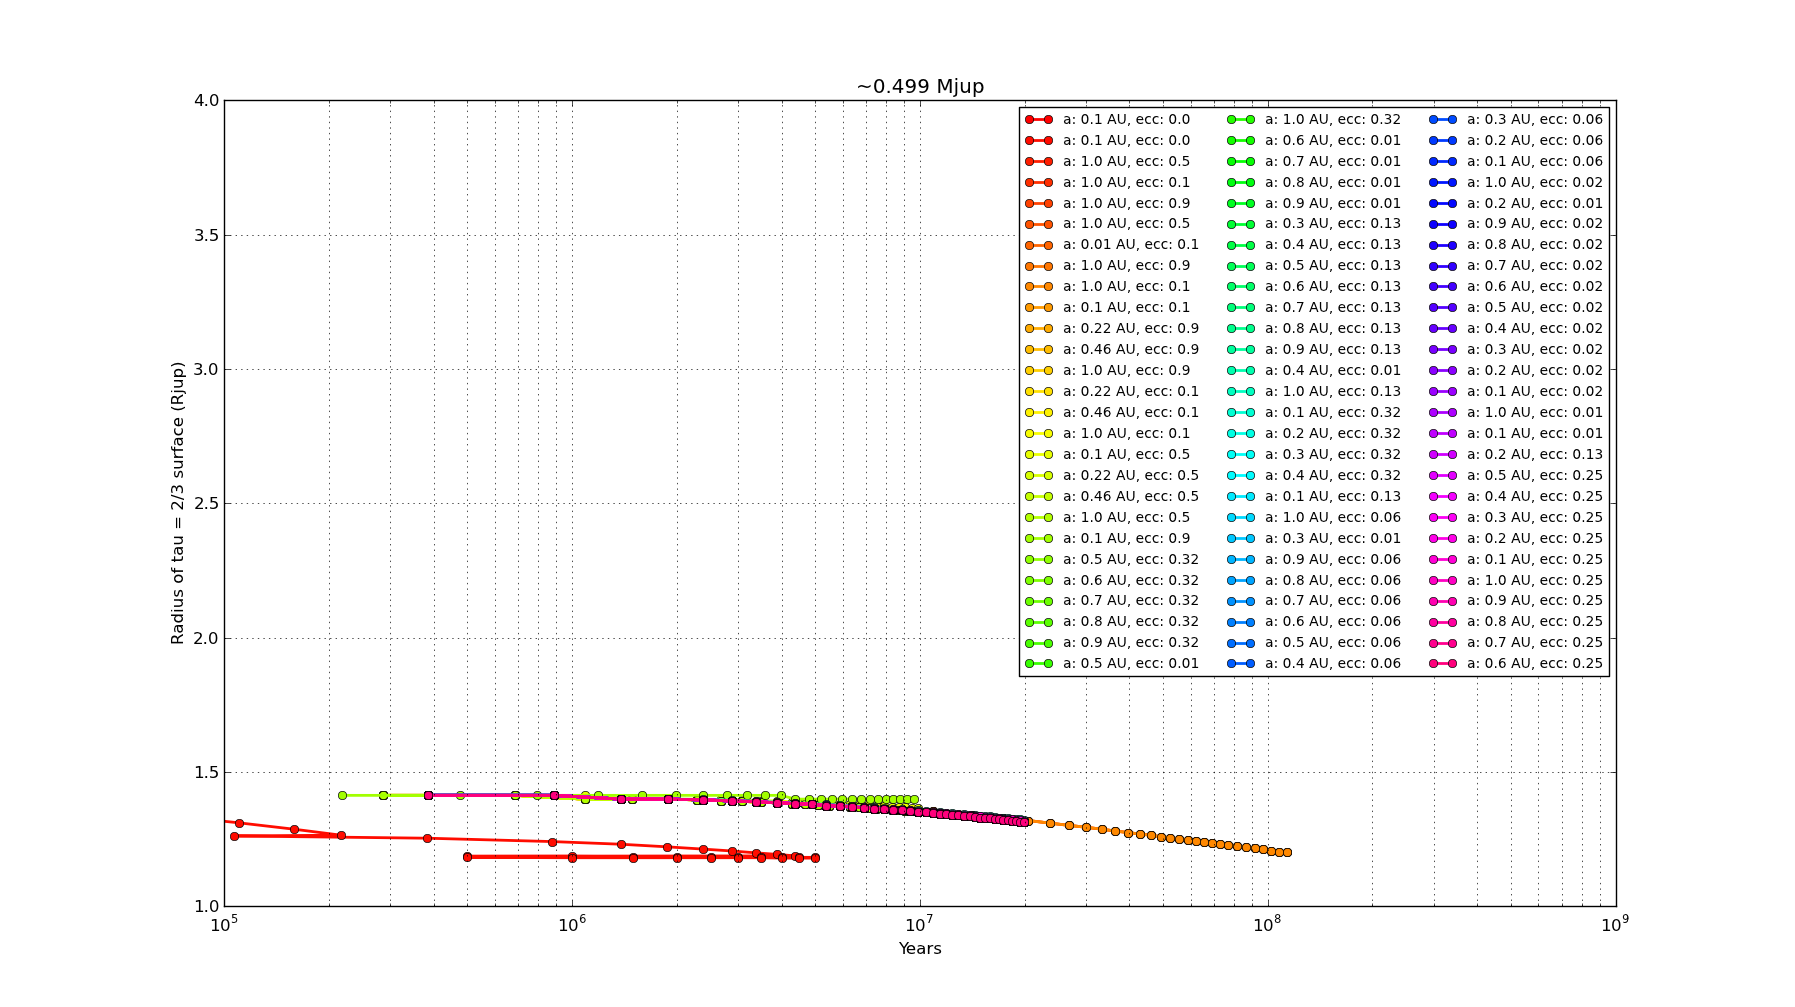 ~0.499 Mjup
4.0
3.5
3.0
2.5
2.0
1.5
1.0
Radius of tau = 2/3 surface (Rjup)
10^5
10^6
10^7
10^8
10^9
Years
a: 0.1 AU, ecc: 0.0
a: 0.1 AU, ecc: 0.0
a: 1.0 AU, ecc: 0.5
a: 1.0 AU, ecc: 0.1
a: 1.0 AU, ecc: 0.9
a: 1.0 AU, ecc: 0.5
a: 0.01 AU, ecc: 0.1
a: 1.0 AU, ecc: 0.9
a: 1.0 AU, ecc: 0.1
a: 0.1 AU, ecc: 0.1
a: 0.22 AU, ecc: 0.9
a: 0.46 AU, ecc: 0.9
a: 1.0 AU, ecc: 0.9
a: 0.22 AU, ecc: 0.1
a: 0.46 AU, ecc: 0.1
a: 1.0 AU, ecc: 0.1
a: 0.1 AU, ecc: 0.5
a: 0.22 AU, ecc: 0.5
a: 0.46 AU, ecc: 0.5
a: 1.0 AU, ecc: 0.5
a: 0.1 AU, ecc: 0.9
a: 0.5 AU, ecc: 0.32
a: 0.6 AU, ecc: 0.32
a: 0.7 AU, ecc: 0.32
a: 0.8 AU, ecc: 0.32
a: 0.9 AU, ecc: 0.32
a: 0.5 AU, ecc: 0.01
a: 1.0 AU, ecc: 0.32
a: 0.6 AU, ecc: 0.01
a: 0.7 AU, ecc: 0.01
a: 0.8 AU, ecc: 0.01
a: 0.9 AU, ecc: 0.01
a: 0.3 AU, ecc: 0.13
a: 0.4 AU, ecc: 0.13
a: 0.5 AU, ecc: 0.13
a: 0.6 AU, ecc: 0.13
a: 0.7 AU, ecc: 0.13
a: 0.8 AU, ecc: 0.13
a: 0.9 AU, ecc: 0.13
a: 0.4 AU, ecc: 0.01
a: 1.0 AU, ecc: 0.13
a: 0.1 AU, ecc: 0.32
a: 0.2 AU, ecc: 0.32
a: 0.3 AU, ecc: 0.32
a: 0.4 AU, ecc: 0.32
a: 0.1 AU, ecc: 0.13
a: 1.0 AU, ecc: 0.06
a: 0.3 AU, ecc: 0.01
a: 0.9 AU, ecc: 0.06
a: 0.8 AU, ecc: 0.06
a: 0.7 AU, ecc: 0.06
a: 0.6 AU, ecc: 0.06
a: 0.5 AU, ecc: 0.06
a: 0.4 AU, ecc: 0.06
a: 0.3 AU, ecc: 0.06
a: 0.2 AU, ecc: 0.06
a: 0.1 AU, ecc: 0.06
a: 1.0 AU, ecc: 0.02
a: 0.2 AU, ecc: 0.01
a: 0.9 AU, ecc: 0.02
a: 0.8 AU, ecc: 0.02
a: 0.7 AU, ecc: 0.02
a: 0.6 AU, ecc: 0.02
a: 0.5 AU, ecc: 0.02
a: 0.4 AU, ecc: 0.02
a: 0.3 AU, ecc: 0.02
a: 0.2 AU, ecc: 0.02
a: 0.1 AU, ecc: 0.02
a: 1.0 AU, ecc: 0.01
a: 0.1 AU, ecc: 0.01
a: 0.2 AU, ecc: 0.13
a: 0.5 AU, ecc: 0.25
a: 0.4 AU, ecc: 0.25
a: 0.3 AU, ecc: 0.25
a: 0.2 AU, ecc: 0.25
a: 0.1 AU, ecc: 0.25
a: 1.0 AU, ecc: 0.25
a: 0.9 AU, ecc: 0.25
a: 0.8 AU, ecc: 0.25
a: 0.7 AU, ecc: 0.25
a: 0.6 AU, ecc: 0.25